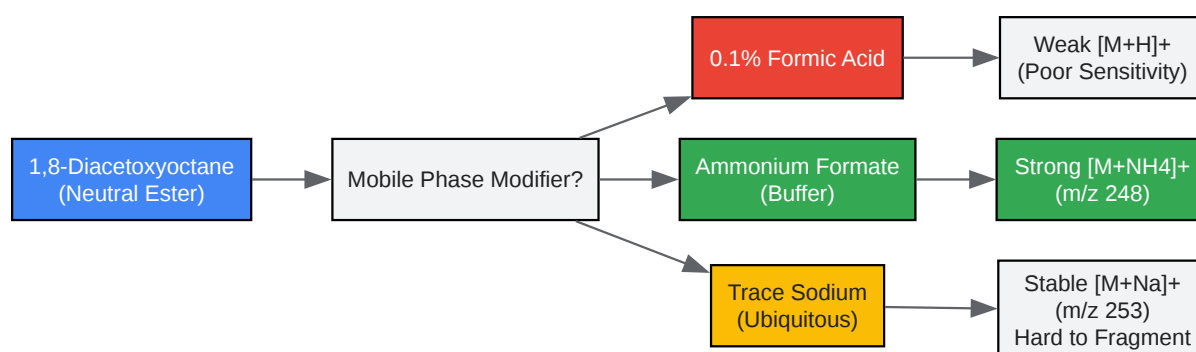 1,8-Diacetoxyoctane
(Neutral Ester)
Mobile Phase Modifier?
0.1% Formic Acid
Weak [M+H]+
(Poor Sensitivity)
Ammonium Formate
(Buffer)
Strong [M+NH4]+
(m/z 248)
Trace Sodium
(Ubiquitous)
Stable [M+Na]+
(m/z 253)
Hard to Fragment